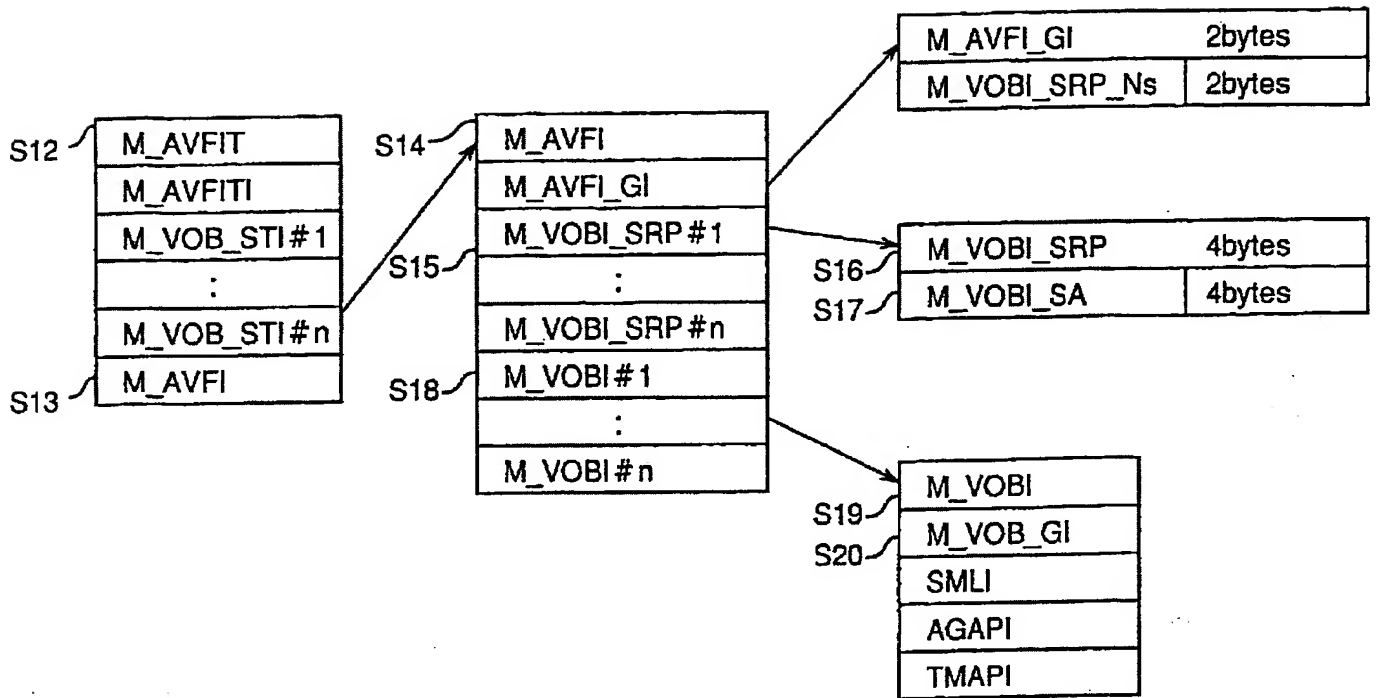 S12
M_AVFIT
M_AVFITI
M_VOB_STI#1
:
M_VOB_STI#n
S13
M_AVFI
S14
M_AVFI
M_AVFI_GI
M_VOBI_SRP#1
S15
:
M_VOBI_SRP#n
S18
M_VOBI#1
:
M_VOBI#n
M_AVFI_GI 2bytes
M_VOBI_SRP_Ns 2bytes
M_VOBI_SRP 4bytes
S16
M_VOBI_SA 4bytes
S17
M_VOBI
S19
M_VOB_GI
S20
SMLI
AGAPI
TMAPI